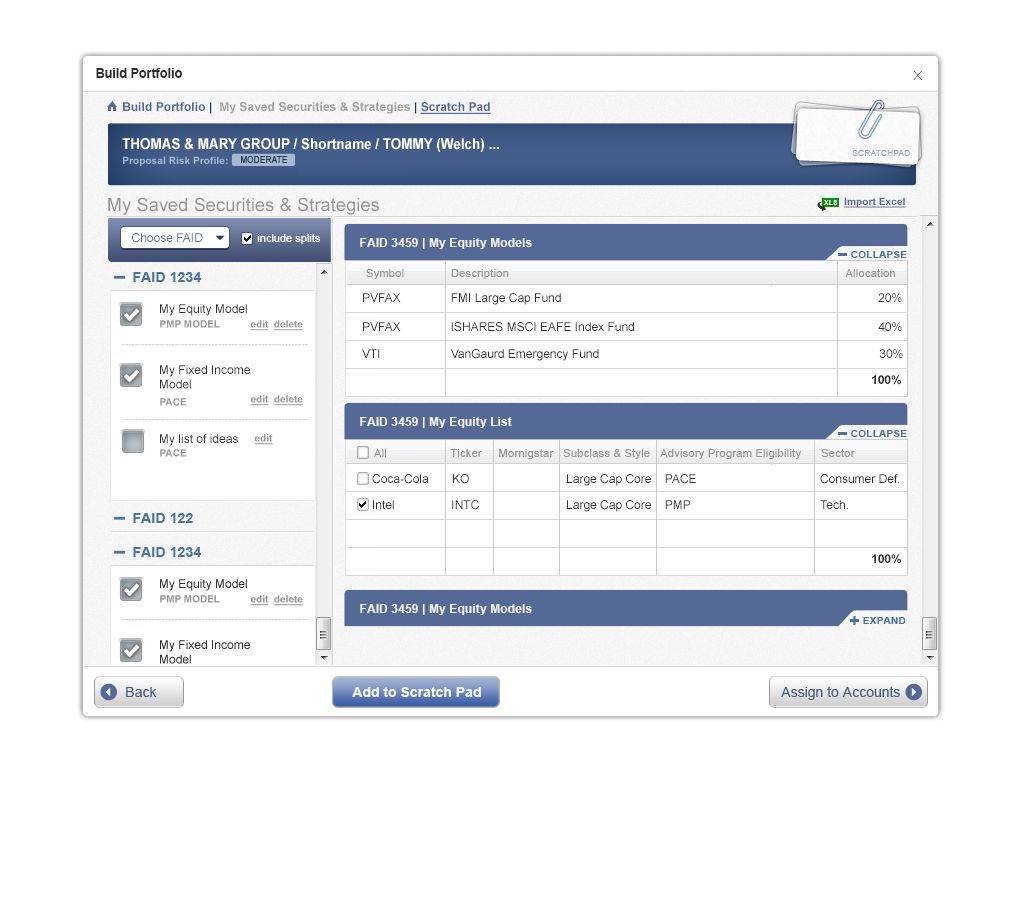 Build Portfolio
Build Portfolio | My Saved Securities & Strategies | Scratch Pad
THOMAS & MARY GROUP / Shortname / TOMMY (Welch) ...
Proposal Risk Profile: MODERATE
SCRATCHPAD
My Saved Securities & Strategies
XLS Import Excel
Choose FAID include splits
FAID 1234
My Equity Model
PMP MODEL edit delete
My Fixed Income
Model
PACE edit delete
My list of ideas edit
PACE
FAID 122
FAID 1234
My Equity Model
PMP MODEL edit delete
My Fixed Income
Model
FAID 3459 | My Equity Models
COLLAPSE
Symbol Description Allocation
PVFAX FMI Large Cap Fund 20%
PVFAX ISHARES MSCI EAFE Index Fund 40%
VTI VanGaurd Emergency Fund 30%
100%
FAID 3459 | My Equity List
COLLAPSE
All Ticker Mornigstar Subclass & Style Advisory Program Eligibility Sector
Coca-Cola KO Large Cap Core PACE Consumer Def.
Intel INTC Large Cap Core PMP Tech.
100%
FAID 3459 | My Equity Models
EXPAND
Back Add to Scratch Pad Assign to Accounts